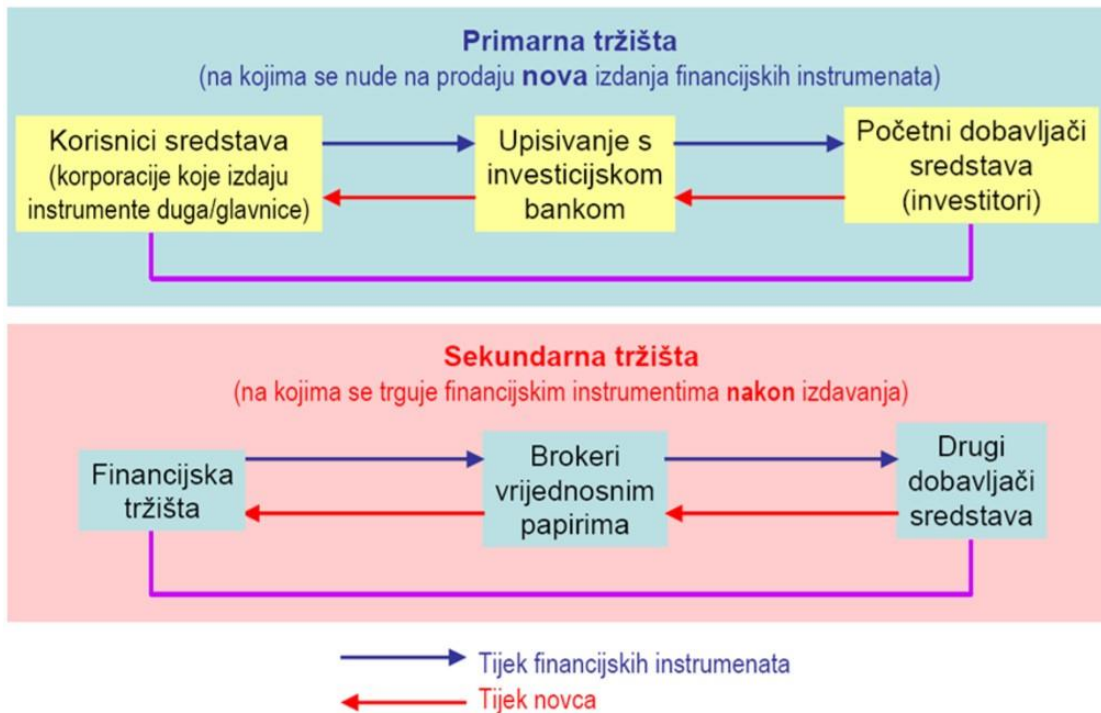 Primarna tržišta
(na kojima se nude na prodaju nova izdanja financijskih instrumenata)
Korisnici sredstava
(korporacije koje izdaju
instrumente duga/glavnice)
Upisivanje s
investicijskom
bankom
Početni dobavljači
sredstava
(investitori)
Sekundarna tržišta
(na kojima se trguje financijskim instrumentima nakon izdavanja)
Financijska
tržišta
Brokeri
vrijednosnim
papirima
Drugi
dobavljači
sredstava
Tijek financijskih instrumenata
Tijek novca